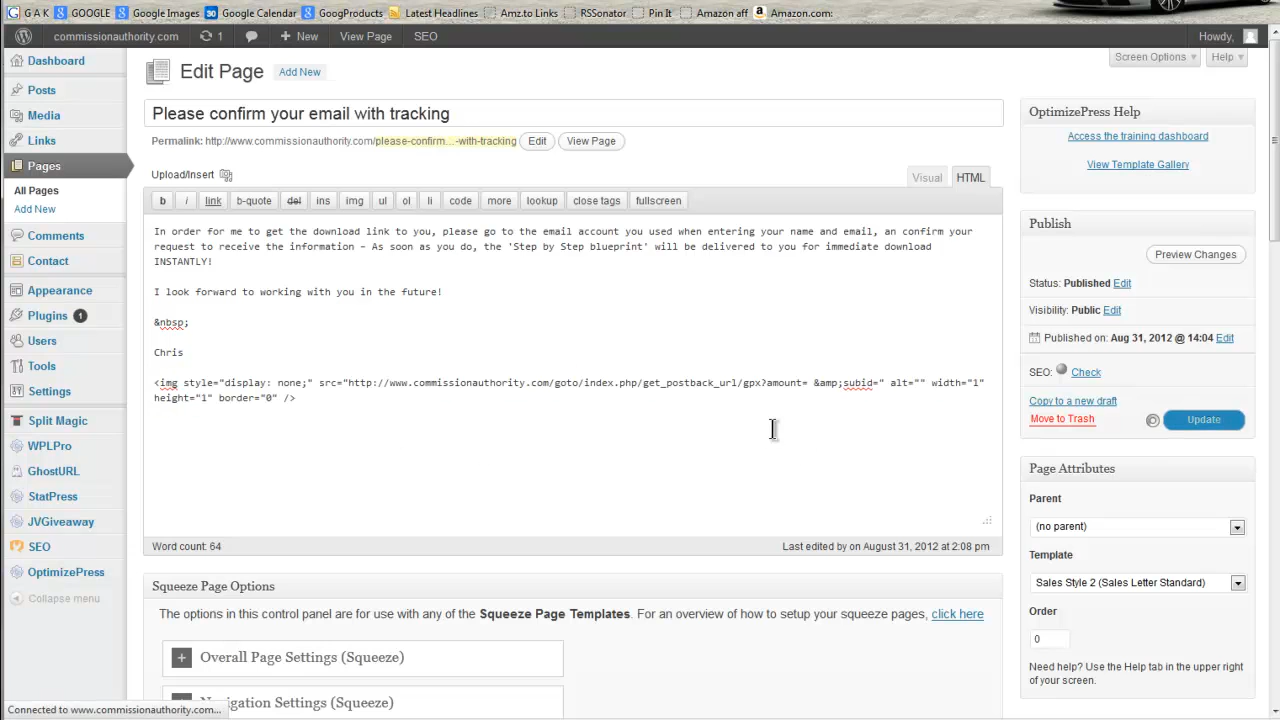 G A K GOOGLE Google Images 30 Google Calendar GoogProducts Latest Headlines Amz.to Links RSSonator Pin It Amazon aff a Amazon.com:
commissionauthority.com 1 New View Page SEO Howdy,
Dashboard
Posts
Media
Links
Pages
All Pages
Add New
Comments
Contact
Appearance
Plugins 1
Users
Tools
Settings
Split Magic
WPLPro
GhostURL
StatPress
JVGiveaway
SEO
OptimizePress
Collapse menu
Connected to www.commissionauthority.com...
Screen Options Help
Edit Page Add New
Please confirm your email with tracking
Permalink: http://www.commissionauthority.com/please-confirm...-with-tracking Edit View Page
Upload/Insert Visual HTML
b i link b-quote del ins img ul ol li code more lookup close tags fullscreen
In order for me to get the download link to you, please go to the email account you used when entering your name and email, an confirm your
request to receive the information – As soon as you do, the 'Step by Step blueprint' will be delivered to you for immediate download
INSTANTLY!
I look forward to working with you in the future!
&nbsp;
Chris
<img style="display: none;" src="http://www.commissionauthority.com/goto/index.php/get_postback_url/gpx?amount= &amp;subid=" alt="" width="1"
height="1" border="0" />
Word count: 64 Last edited by on August 31, 2012 at 2:08 pm
Squeeze Page Options
The options in this control panel are for use with any of the Squeeze Page Templates. For an overview of how to setup your squeeze pages, click here
+ Overall Page Settings (Squeeze)
Navigation Settings (Squeeze)
OptimizePress Help
Access the training dashboard
View Template Gallery
Publish
Preview Changes
Status: Published Edit
Visibility: Public Edit
Published on: Aug 31, 2012 @ 14:04 Edit
SEO: Check
Copy to a new draft
Move to Trash Update
Page Attributes
Parent
(no parent)
Template
Sales Style 2 (Sales Letter Standard)
Order
0
Need help? Use the Help tab in the upper right
of your screen.